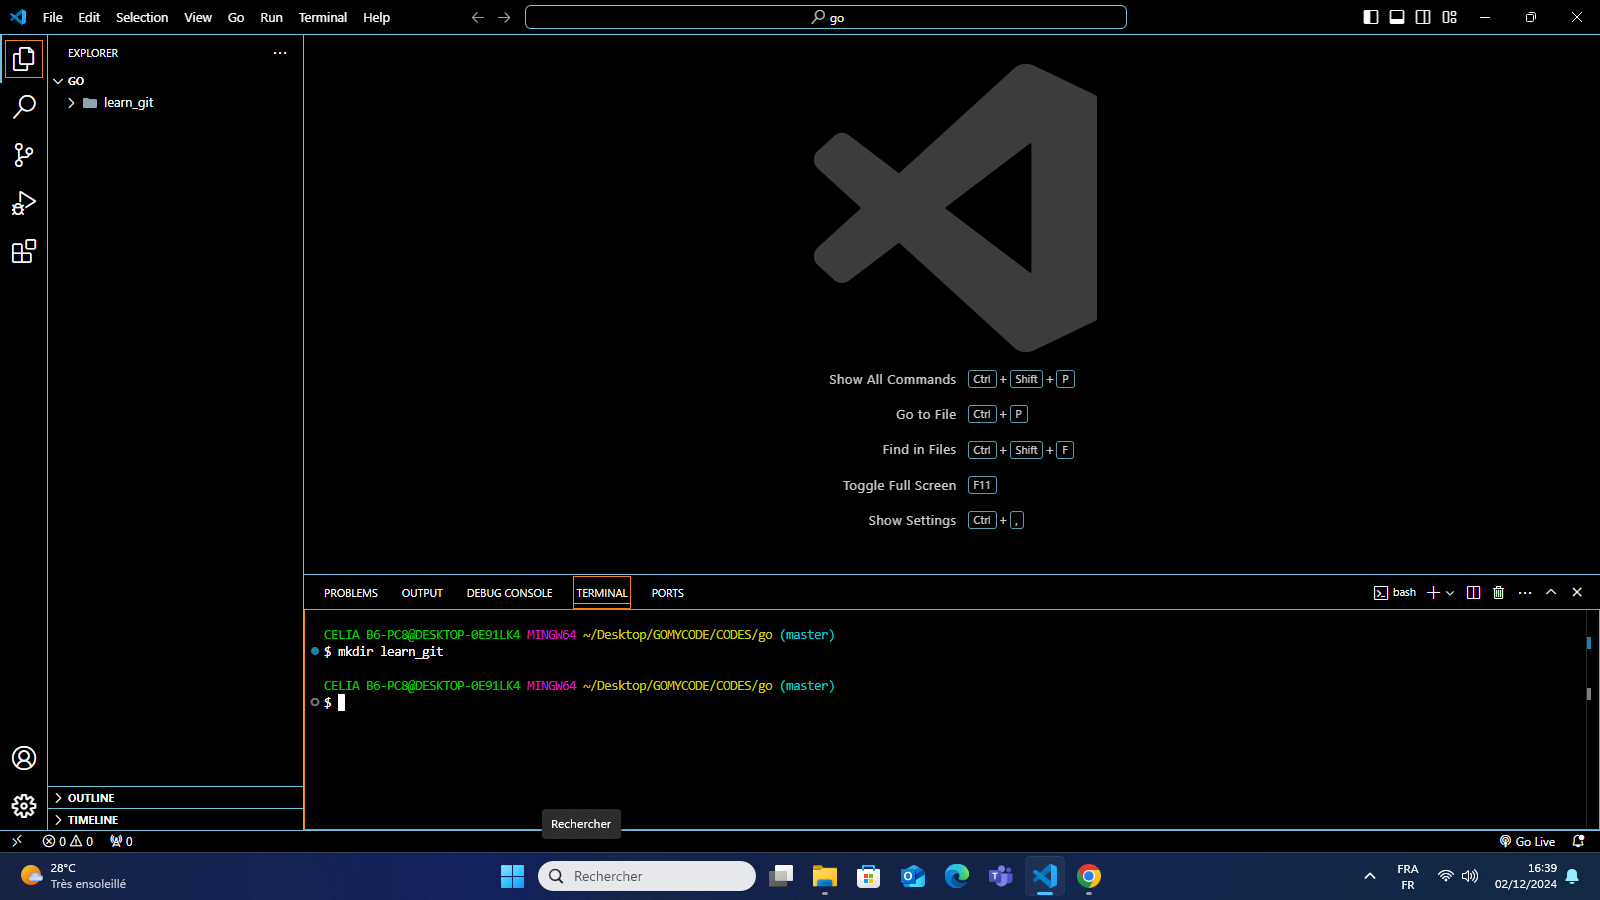 File Edit Selection View Go Run Terminal Help
go
EXPLORER
GO
learn_git
Show All Commands Ctrl + Shift + P
Go to File Ctrl + P
Find in Files Ctrl + Shift + F
Toggle Full Screen F11
Show Settings Ctrl + ,
PROBLEMS OUTPUT DEBUG CONSOLE TERMINAL PORTS
bash
CELIA B6-PC8@DESKTOP-0E91LK4 MINGW64 ~/Desktop/GOMYCODE/CODES/go (master)
$ mkdir learn_git
CELIA B6-PC8@DESKTOP-0E91LK4 MINGW64 ~/Desktop/GOMYCODE/CODES/go (master)
$
OUTLINE
TIMELINE
Rechercher
0 0 0
Go Live
28°C
Très ensoleillé
Rechercher
FRA
FR
16:39
02/12/2024